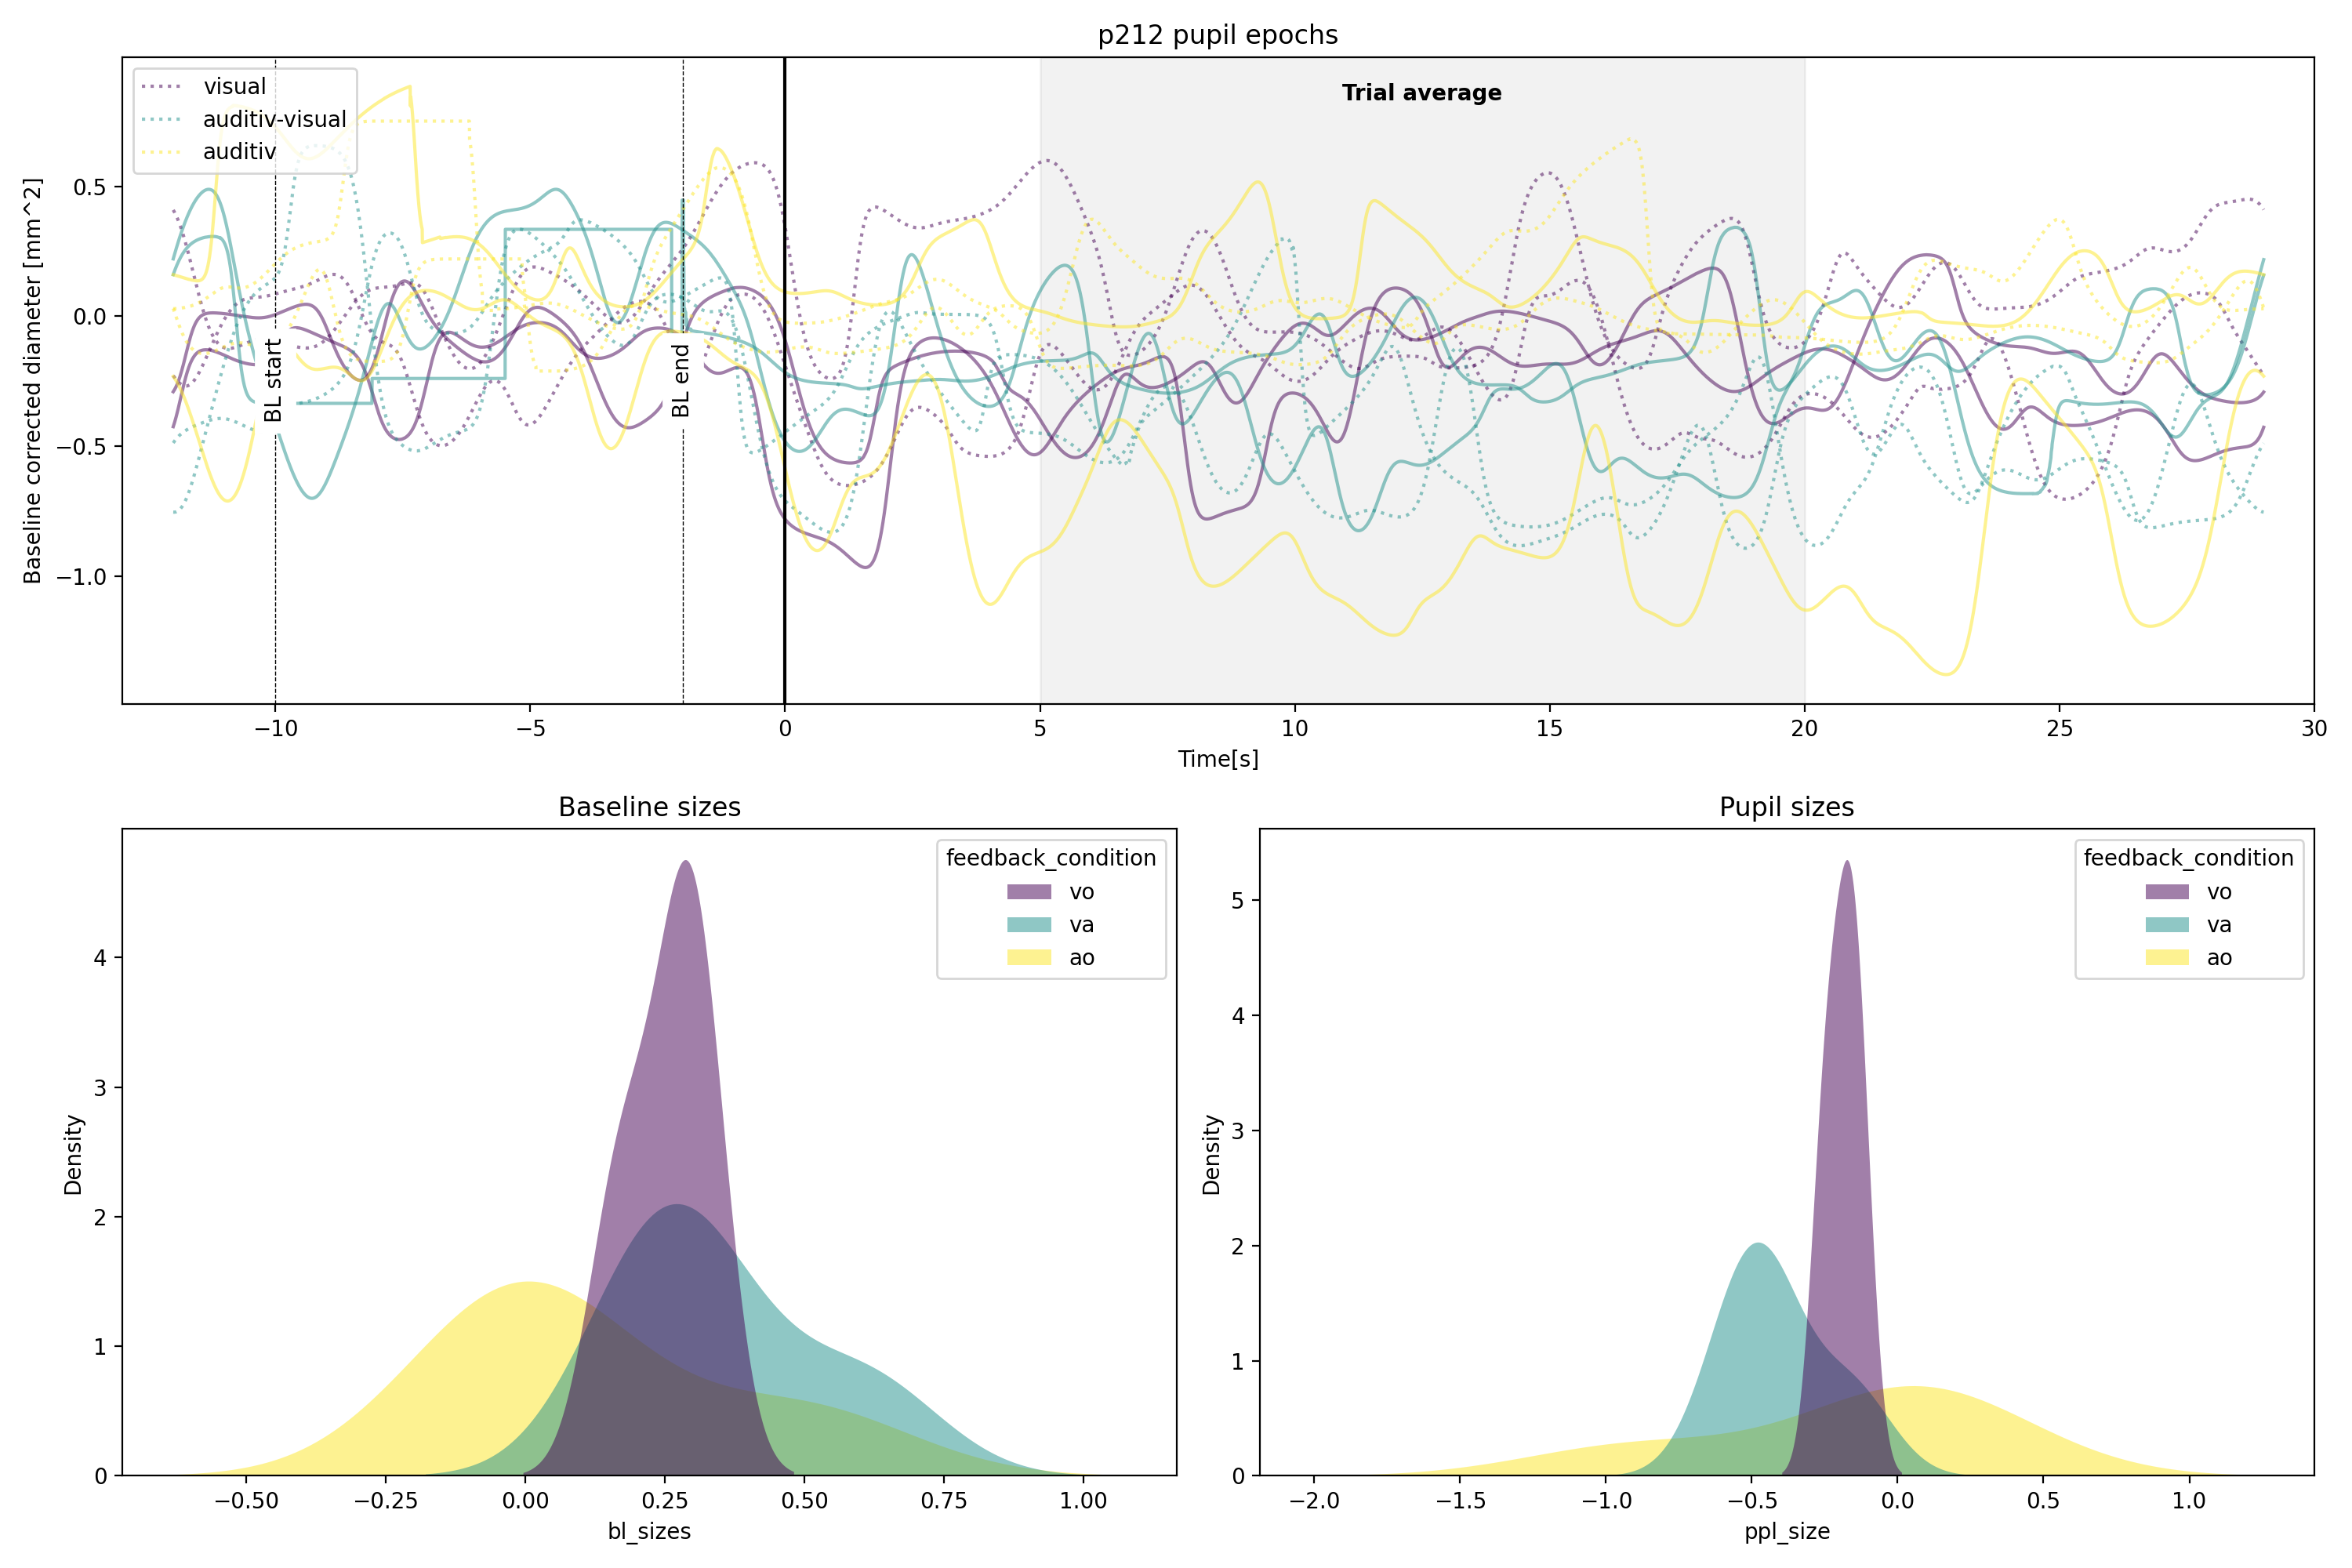 p212 pupil epochs
visual
auditiv-visual
auditiv
Trial average
BL start
BL end
Baseline corrected diameter [mm^2]
0.5
0.0
−0.5
−1.0
−10
−5
0
5
10
15
20
25
30
Time[s]
Baseline sizes
feedback_condition
vo
va
ao
Density
4
3
2
1
0
−0.50
−0.25
0.00
0.25
0.50
0.75
1.00
bl_sizes
Pupil sizes
feedback_condition
vo
va
ao
Density
5
4
3
2
1
0
−2.0
−1.5
−1.0
−0.5
0.0
0.5
1.0
ppl_size